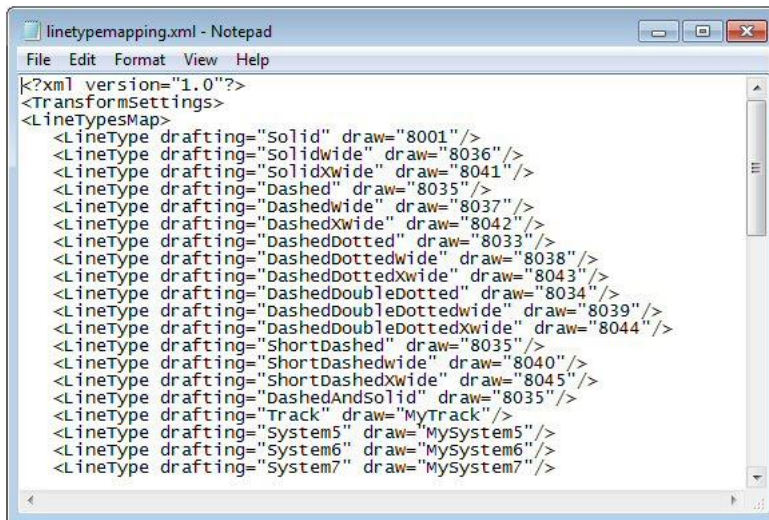 linetypemapping.xml - Notepad
File Edit Format View Help
<?xml version="1.0"?>
<TransformSettings>
<LineTypesMap>
<LineType drafting="Solid" draw="8001"/>
<LineType drafting="SolidWide" draw="8036"/>
<LineType drafting="SolidXWide" draw="8041"/>
<LineType drafting="Dashed" draw="8035"/>
<LineType drafting="DashedWide" draw="8037"/>
<LineType drafting="DashedXWide" draw="8042"/>
<LineType drafting="DashedDotted" draw="8033"/>
<LineType drafting="DashedDottedWide" draw="8038"/>
<LineType drafting="DashedDottedXWide" draw="8043"/>
<LineType drafting="DashedDoubleDotted" draw="8034"/>
<LineType drafting="DashedDoubleDottedWide" draw="8039"/>
<LineType drafting="DashedDoubleDottedXWide" draw="8044"/>
<LineType drafting="ShortDashed" draw="8035"/>
<LineType drafting="ShortDashedWide" draw="8040"/>
<LineType drafting="ShortDashedXWide" draw="8045"/>
<LineType drafting="DashedAndSolid" draw="8035"/>
<LineType drafting="Track" draw="MyTrack"/>
<LineType drafting="System5" draw="MySystem5"/>
<LineType drafting="System6" draw="MySystem6"/>
<LineType drafting="System7" draw="MySystem7"/>